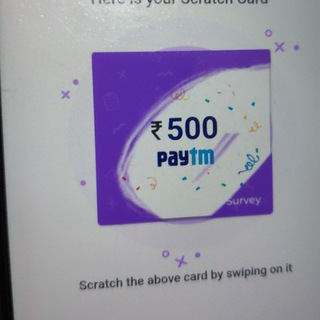 Here is your Scratch Card
₹500
paytm
Survey
Scratch the above card by swiping on it